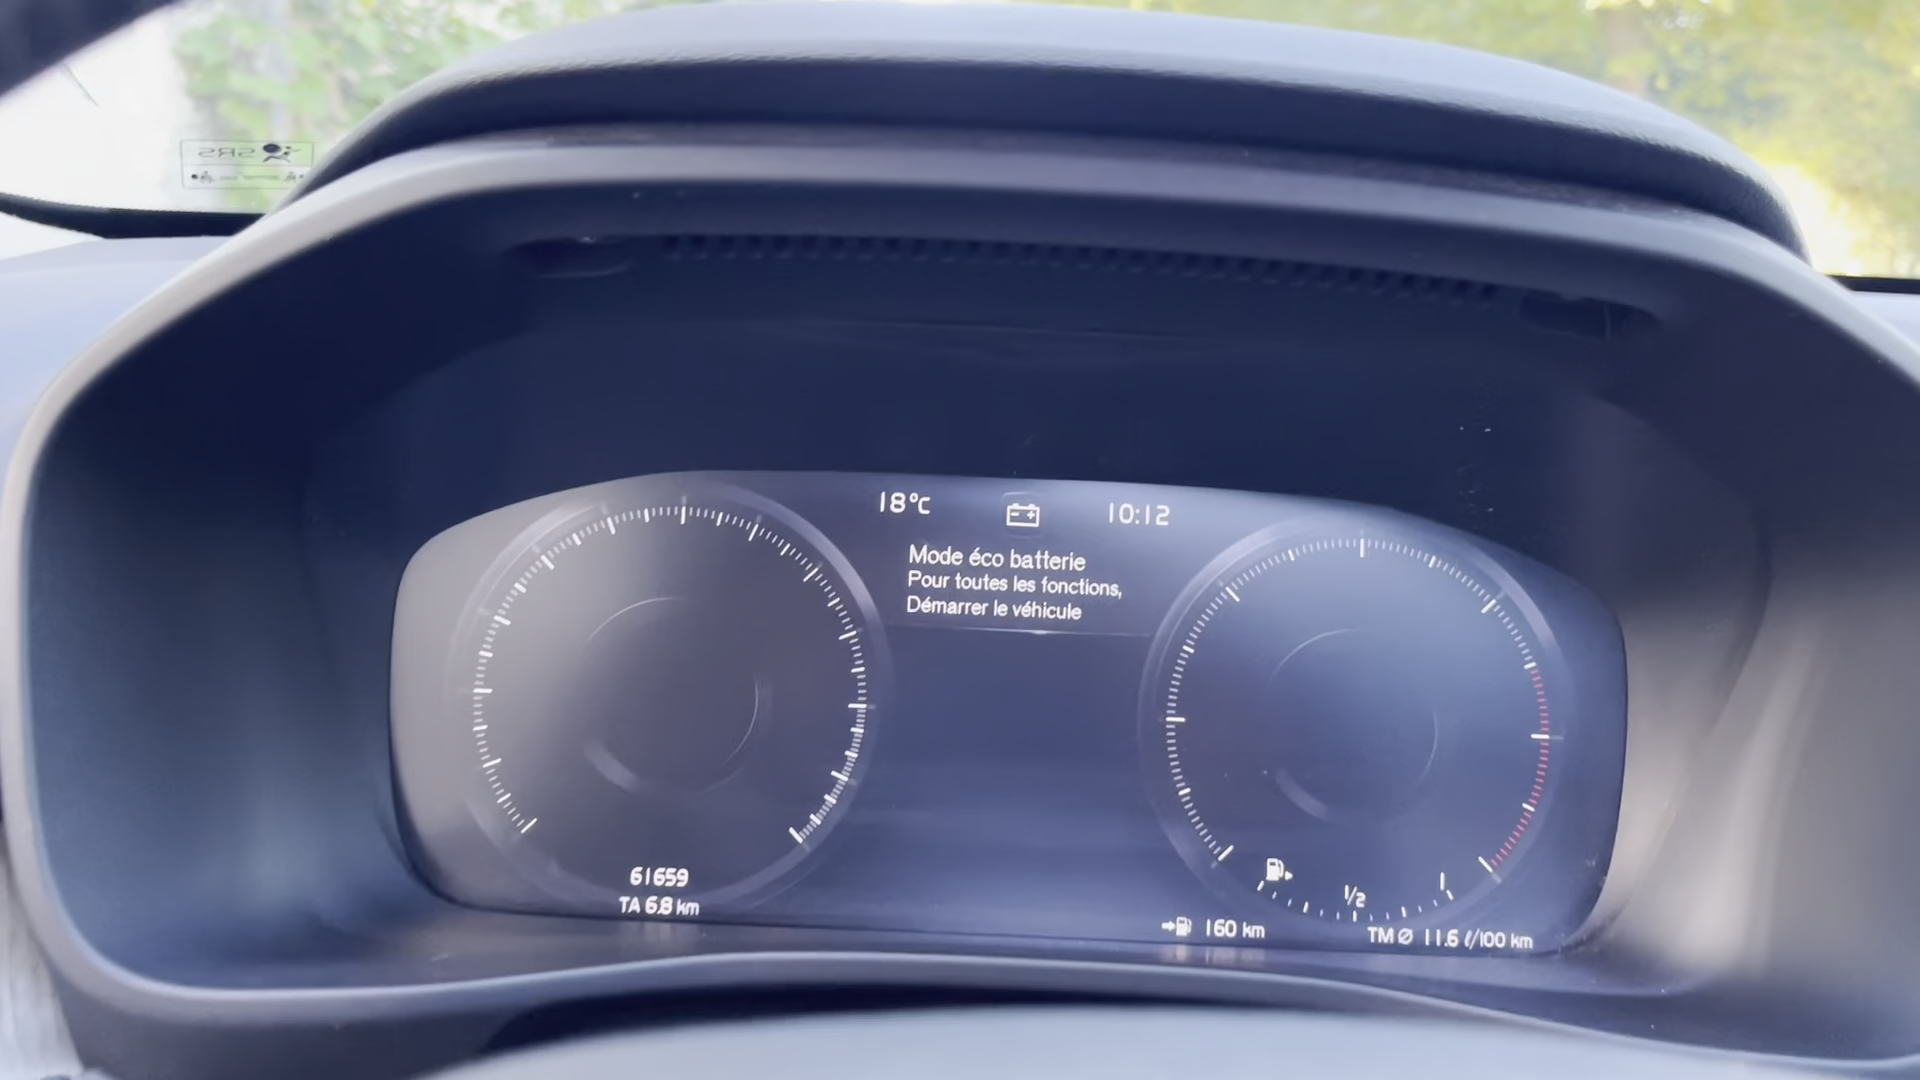 SRS
18°C
10:12
Mode éco batterie
Pour toutes les fonctions,
Démarrer le véhicule
61659
TA 6.8 km
1/2
1
160 km
TM Ø 11.6 ℓ/100 km